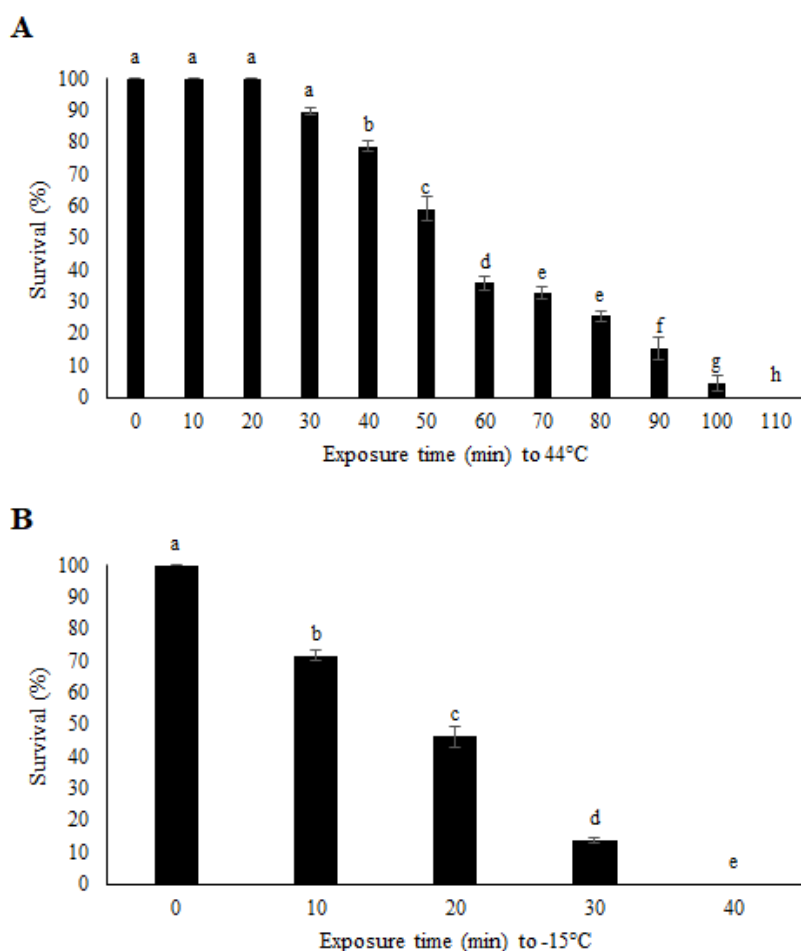 A
a a a a b c d e e f g h
100
90
80
70
60
50
40
30
20
10
0
Survival (%)
0 10 20 30 40 50 60 70 80 90 100 110
Exposure time (min) to 44°C
B
a b c d e
100
90
80
70
60
50
40
30
20
10
0
Survival (%)
0 10 20 30 40
Exposure time (min) to -15°C